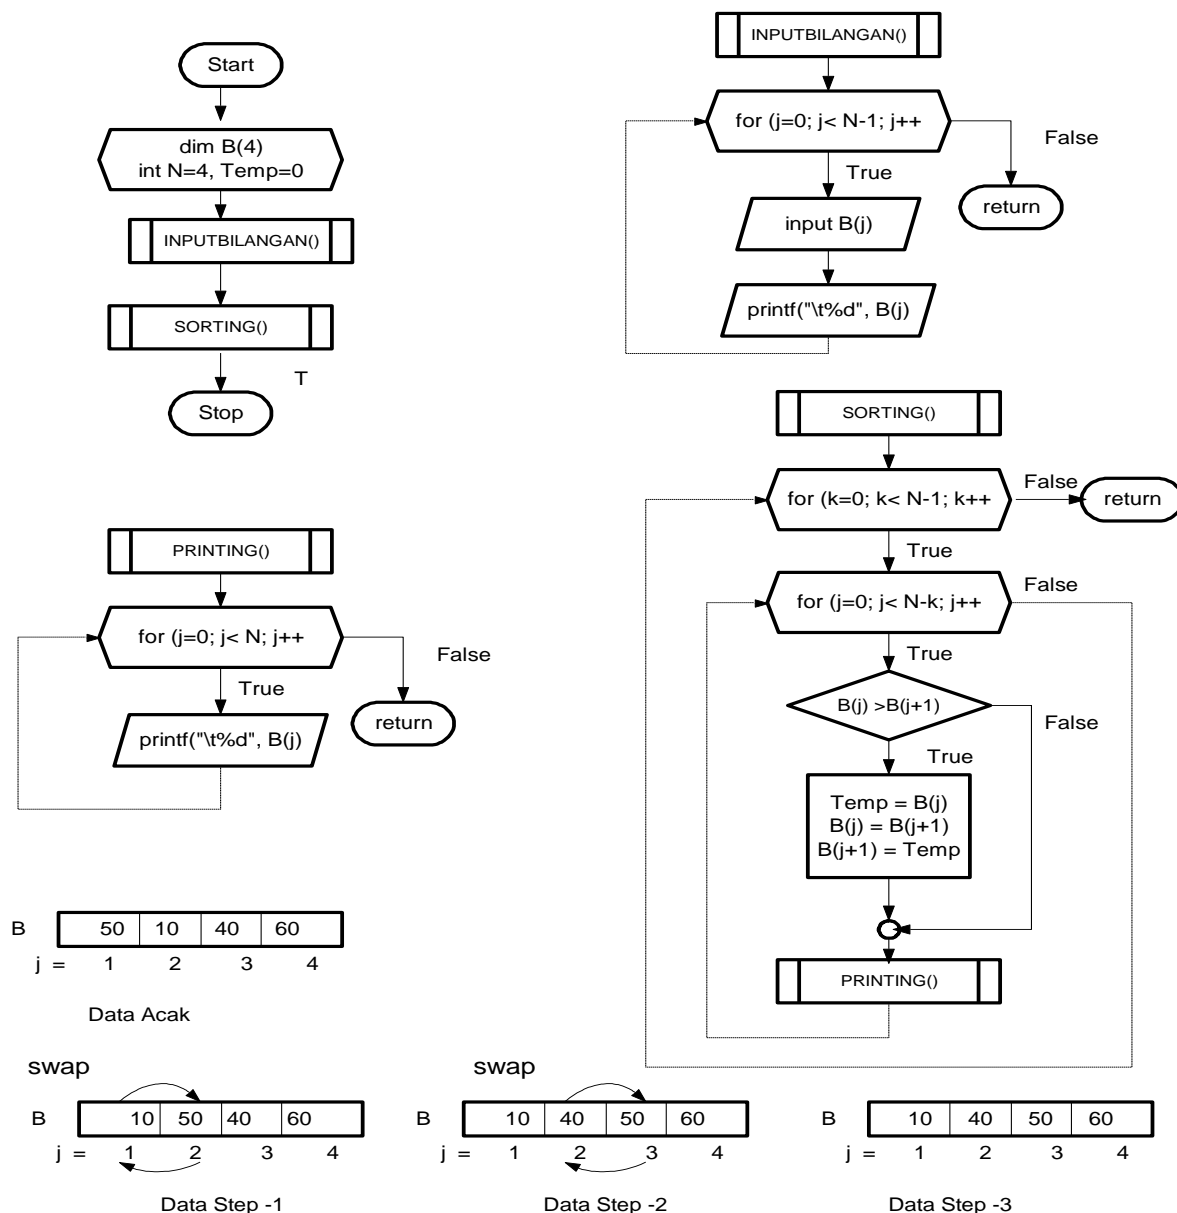 Start
dim B(4)
int N=4, Temp=0
INPUTBILANGAN()
SORTING()
T
Stop
INPUTBILANGAN()
for (j=0; j< N-1; j++
False
True
return
input B(j)
printf("\t%d", B(j)
SORTING()
for (k=0; k< N-1; k++
False
return
True
for (j=0; j< N-k; j++
False
True
B(j) >B(j+1)
False
True
Temp = B(j)
B(j) = B(j+1)
B(j+1) = Temp
PRINTING()
PRINTING()
for (j=0; j< N; j++
False
True
return
printf("\t%d", B(j)
B 50 10 40 60
j = 1 2 3 4
Data Acak
swap
B 10 50 40 60
j = 1 2 3 4
Data Step -1
swap
B 10 40 50 60
j = 1 2 3 4
Data Step -2
B 10 40 50 60
j = 1 2 3 4
Data Step -3